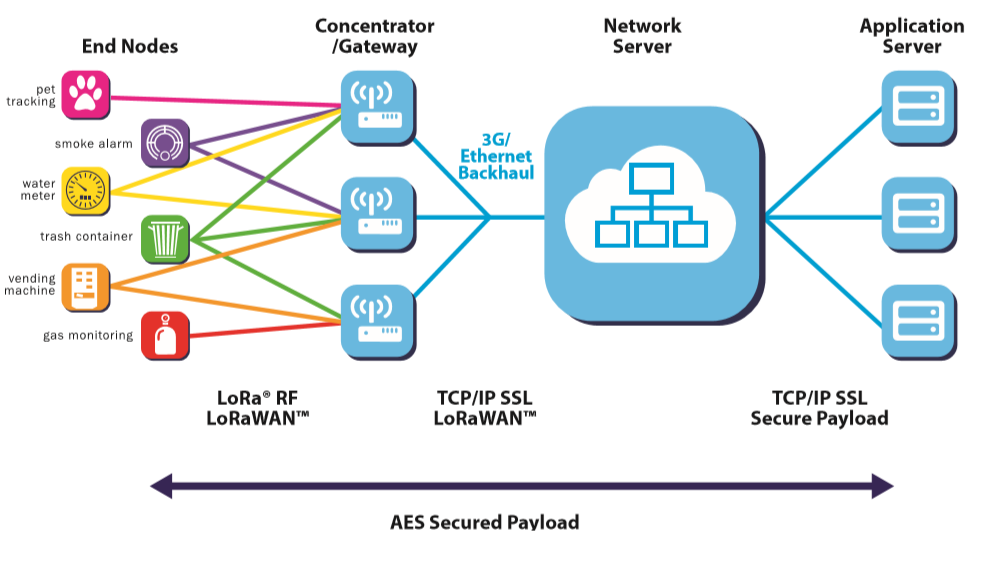 End Nodes
Concentrator
/Gateway
Network
Server
Application
Server
pet
tracking
smoke alarm
water
meter
trash container
vending
machine
gas monitoring
3G/
Ethernet
Backhaul
LoRa® RF
LoRaWAN™
TCP/IP SSL
LoRaWAN™
TCP/IP SSL
Secure Payload
AES Secured Payload